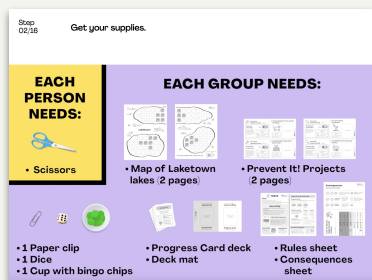 Step
02/16
Get your supplies.
EACH
PERSON
NEEDS:
• Scissors
EACH GROUP NEEDS:
• Map of Laketown
lakes (2 pages)
• Prevent It! Projects
(2 pages)
• 1 Paper clip
• 1 Dice
• 1 Cup with bingo chips
• Progress Card deck
• Deck mat
• Rules sheet
• Consequences
sheet